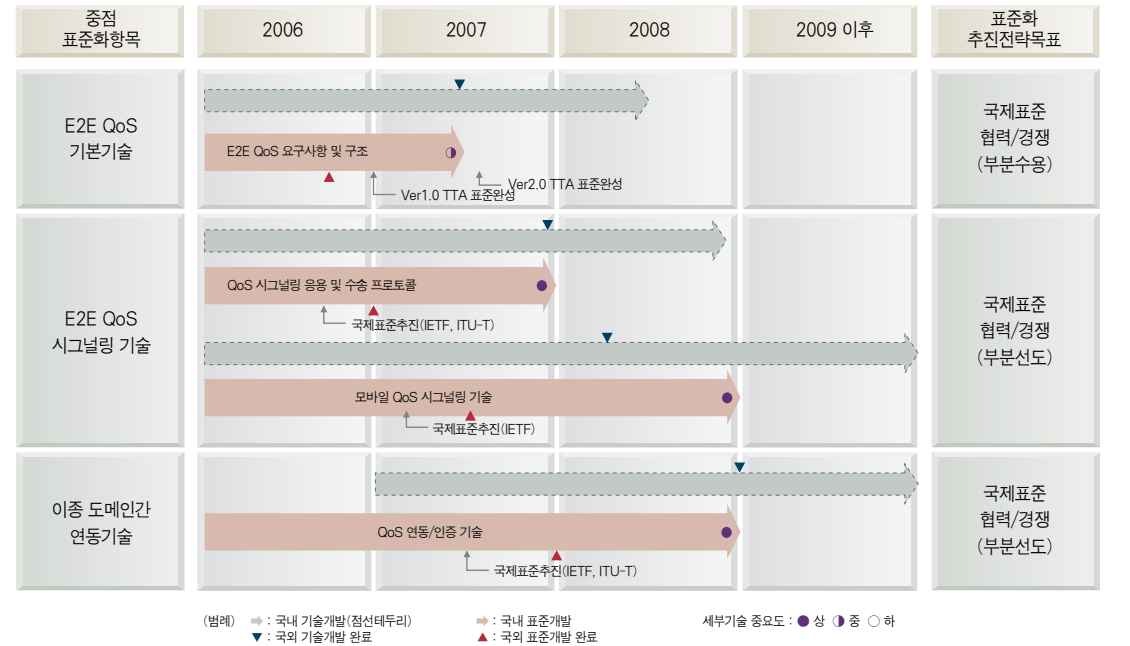 중점
표준화항목
2006
2007
2008
2009 이후
표준화
추진전략목표
E2E QoS
기본기술
E2E QoS 요구사항 및 구조
Ver1.0 TTA 표준완성
Ver2.0 TTA 표준완성
국제표준
협력/경쟁
(부분수용)
E2E QoS
시그널링 기술
QoS 시그널링 응용 및 수송 프로토콜
국제표준추진(IETF, ITU-T)
모바일 QoS 시그널링 기술
국제표준추진(IETF)
국제표준
협력/경쟁
(부분선도)
이종 도메인간
연동기술
QoS 연동/인증 기술
국제표준추진(IETF, ITU-T)
국제표준
협력/경쟁
(부분선도)
(범례) : 국내 기술개발(점선테두리) : 국내 표준개발 세부기술 중요도 : 상 중 하
: 국외 기술개발 완료 : 국외 표준개발 완료